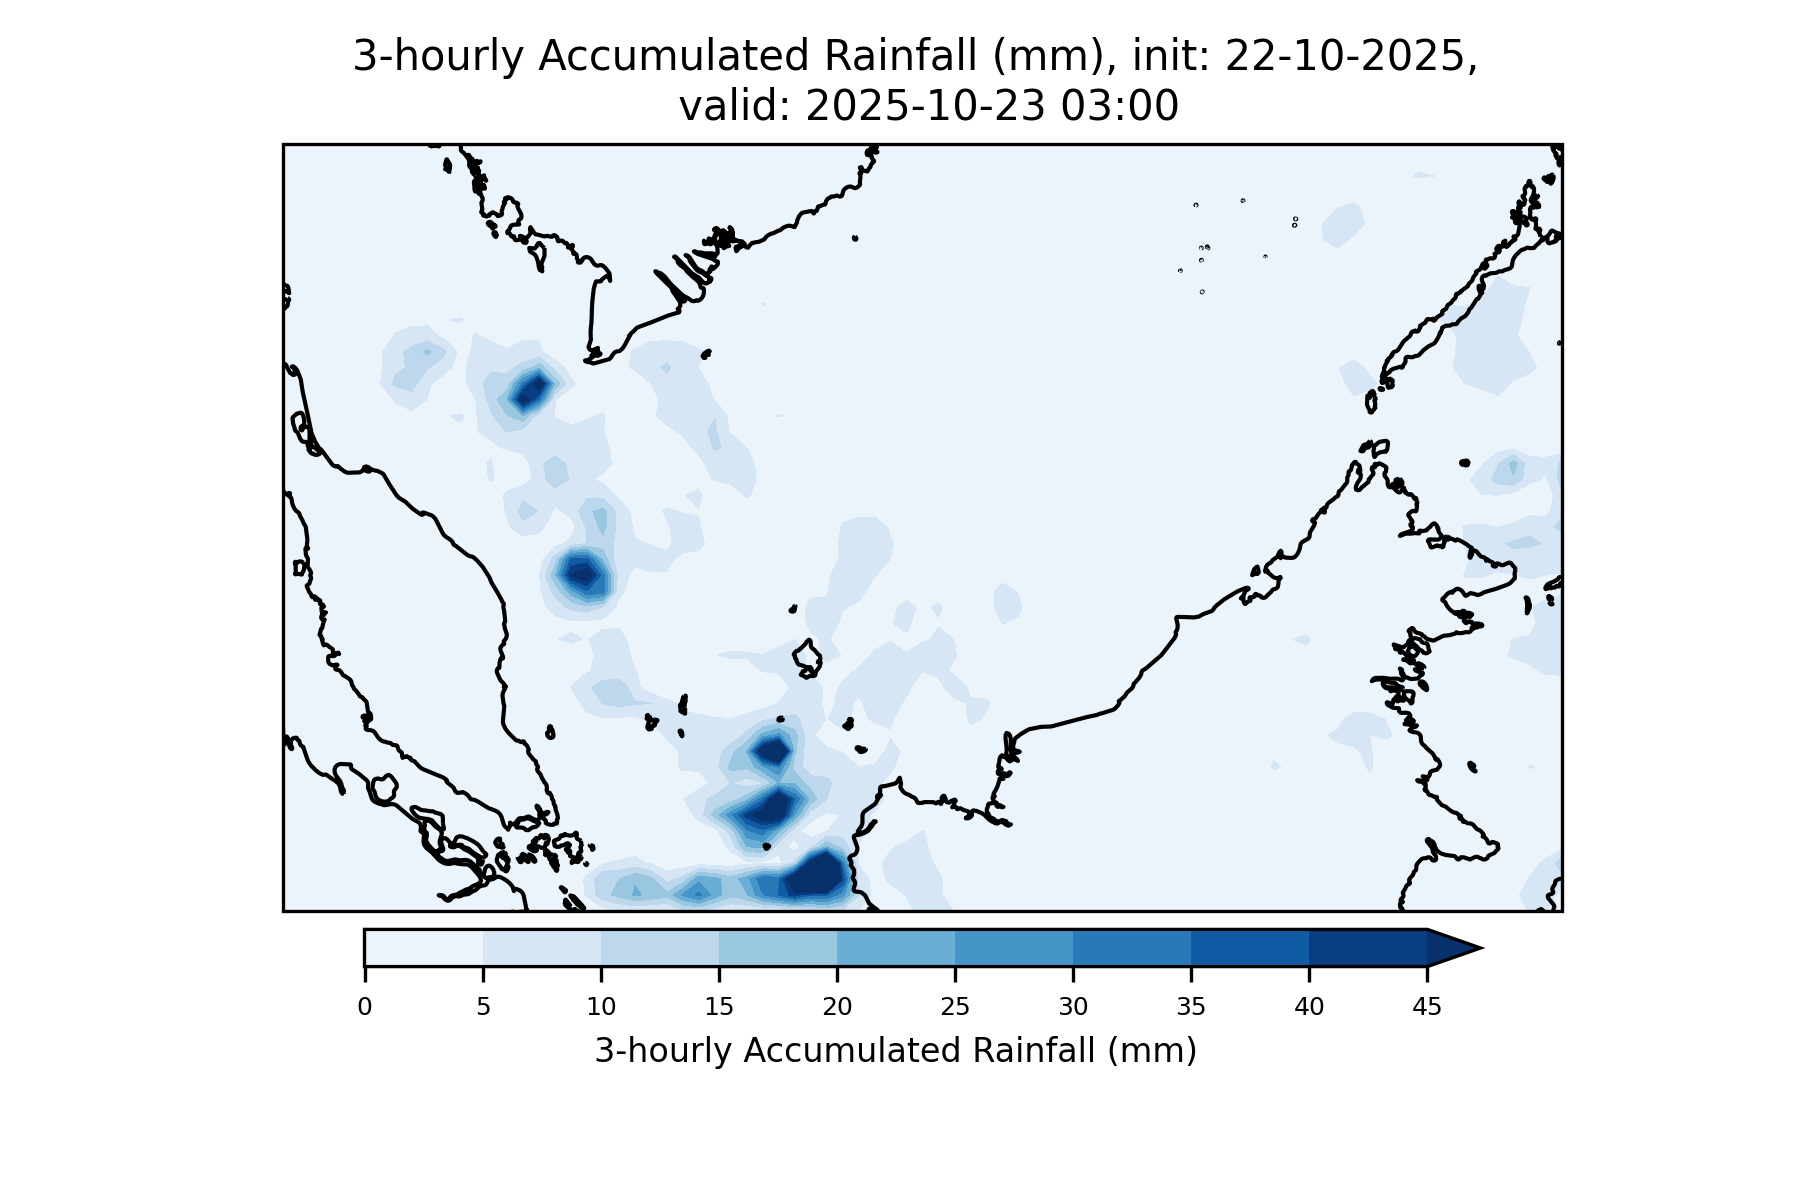 3-hourly Accumulated Rainfall (mm), init: 22-10-2025,
valid: 2025-10-23 03:00
0 5 10 15 20 25 30 35 40 45
3-hourly Accumulated Rainfall (mm)